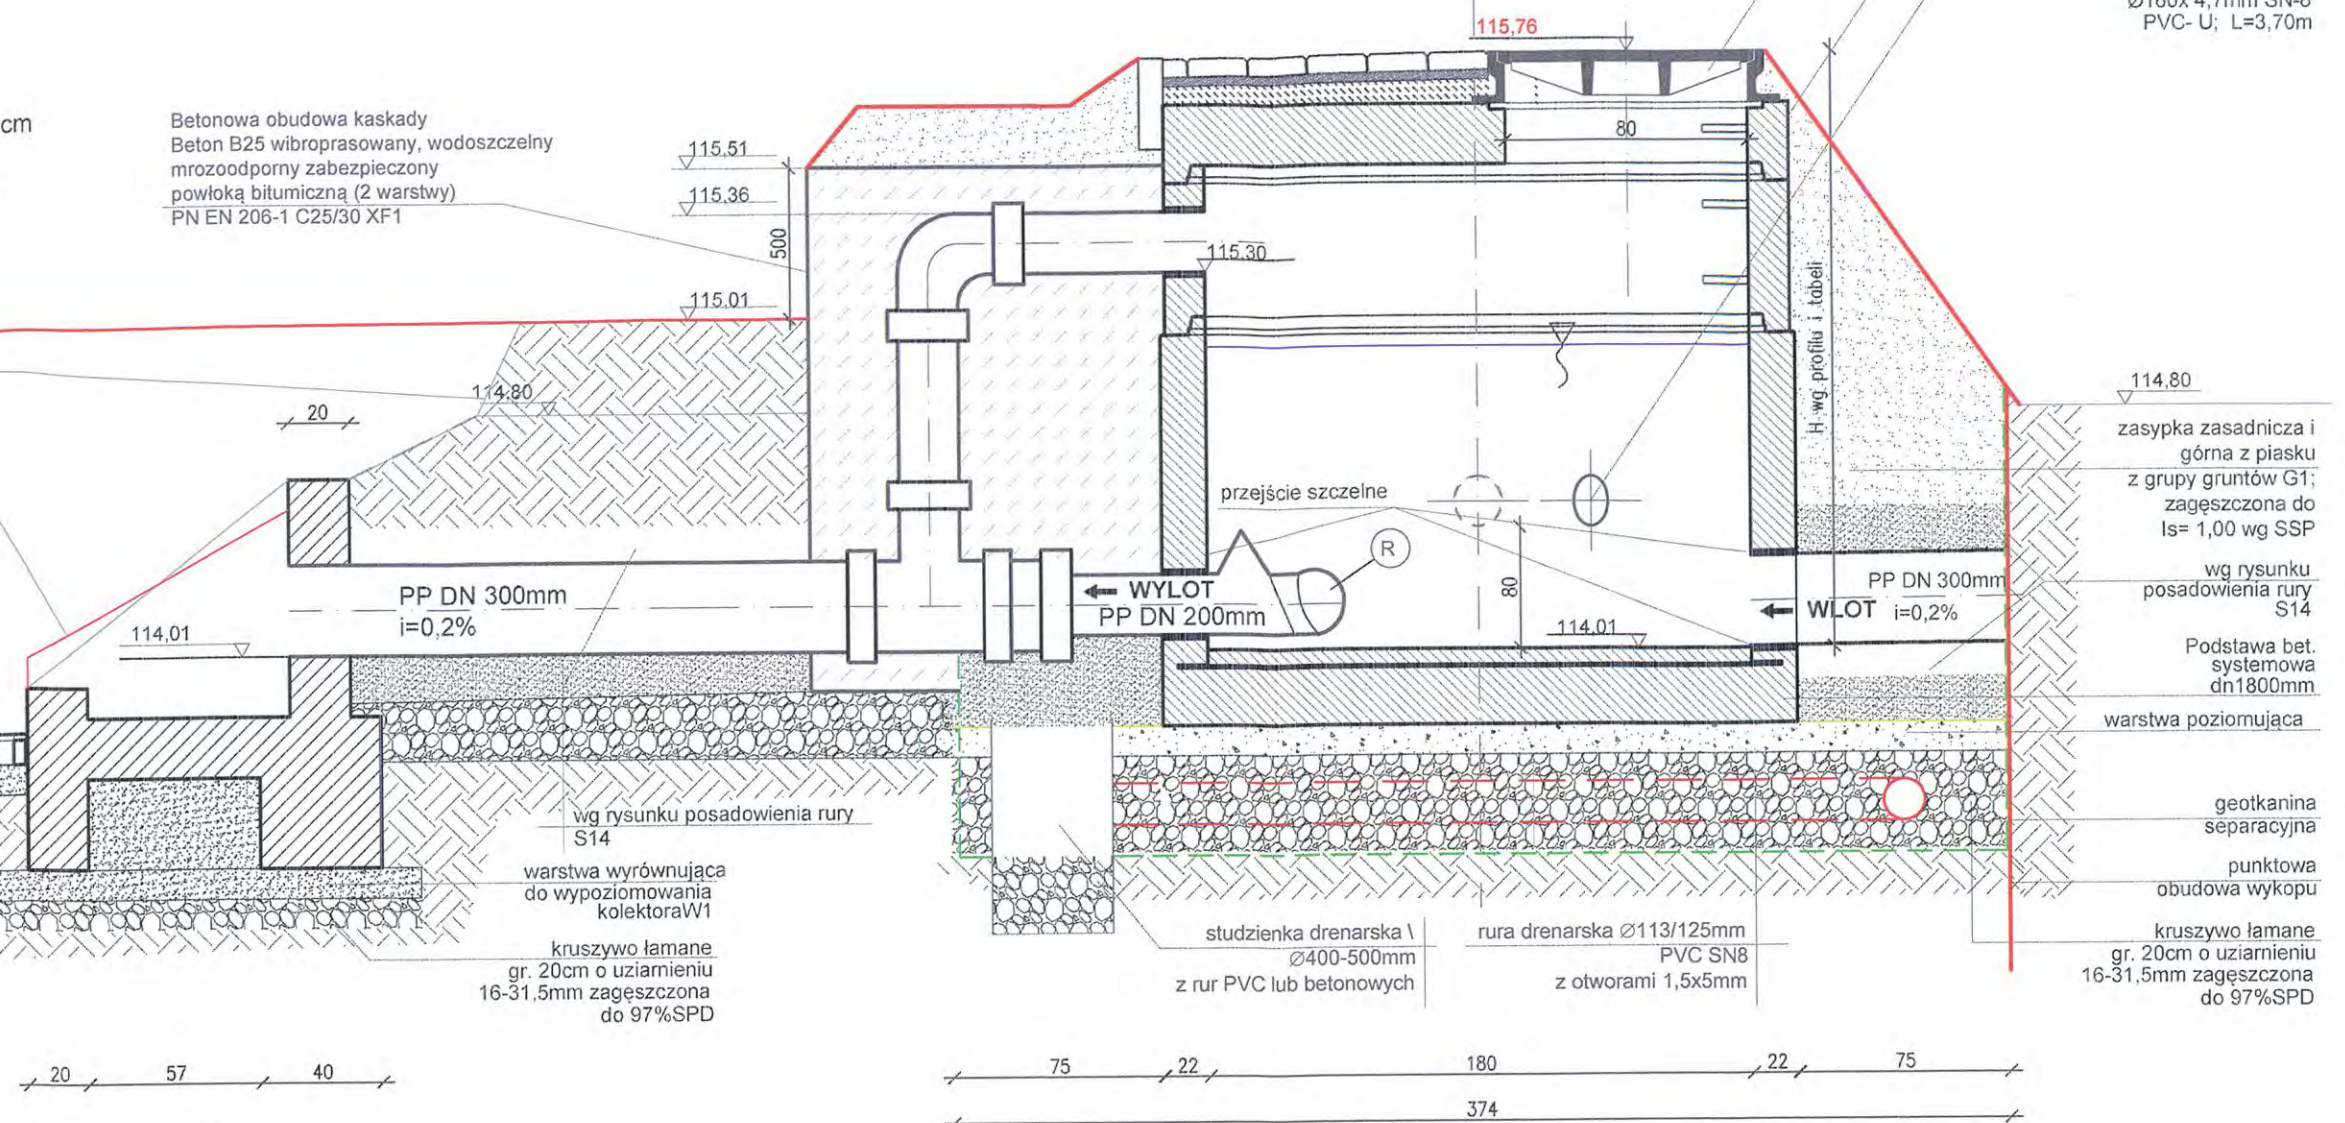 Ø160x 4,7mm SN-8
PVC- U; L=3,70m
115,76
cm
Betonowa obudowa kaskady
Beton B25 wibroprasowany, wodoszczelny
mrozoodporny zabezpieczony
powłoką bitumiczną (2 warstwy)
PN EN 206-1 C25/30 XF1
115,51
115,36
500
115,01
80
115,30
H wg profilu i tabeli
114,80
20
114,80
zasypka zasadnicza i
górna z piasku
z grupy gruntów G1;
zagęszczona do
Is= 1,00 wg SSP
przejście szczelne
R
80
PP DN 300mm
i=0,2%
WYLOT
PP DN 200mm
114,01
WLOT
PP DN 300mm
i=0,2%
wg rysunku
posadowienia rury
S14
114,01
Podstawa bet.
systemowa
dn1800mm
warstwa poziomująca
geotkanina
separacyjna
punktowa
obudowa wykopu
kruszywo łamane
gr. 20cm o uziarnieniu
16-31,5mm zagęszczona
do 97%SPD
wg rysunku posadowienia rury
S14
warstwa wyrównująca
do wypoziomowania
kolektoraW1
kruszywo łamane
gr. 20cm o uziarnieniu
16-31,5mm zagęszczona
do 97%SPD
studzienka drenarska \
Ø400-500mm
z rur PVC lub betonowych
rura drenarska Ø113/125mm
PVC SN8
z otworami 1,5x5mm
20 57 40
75 22 180 22 75
374